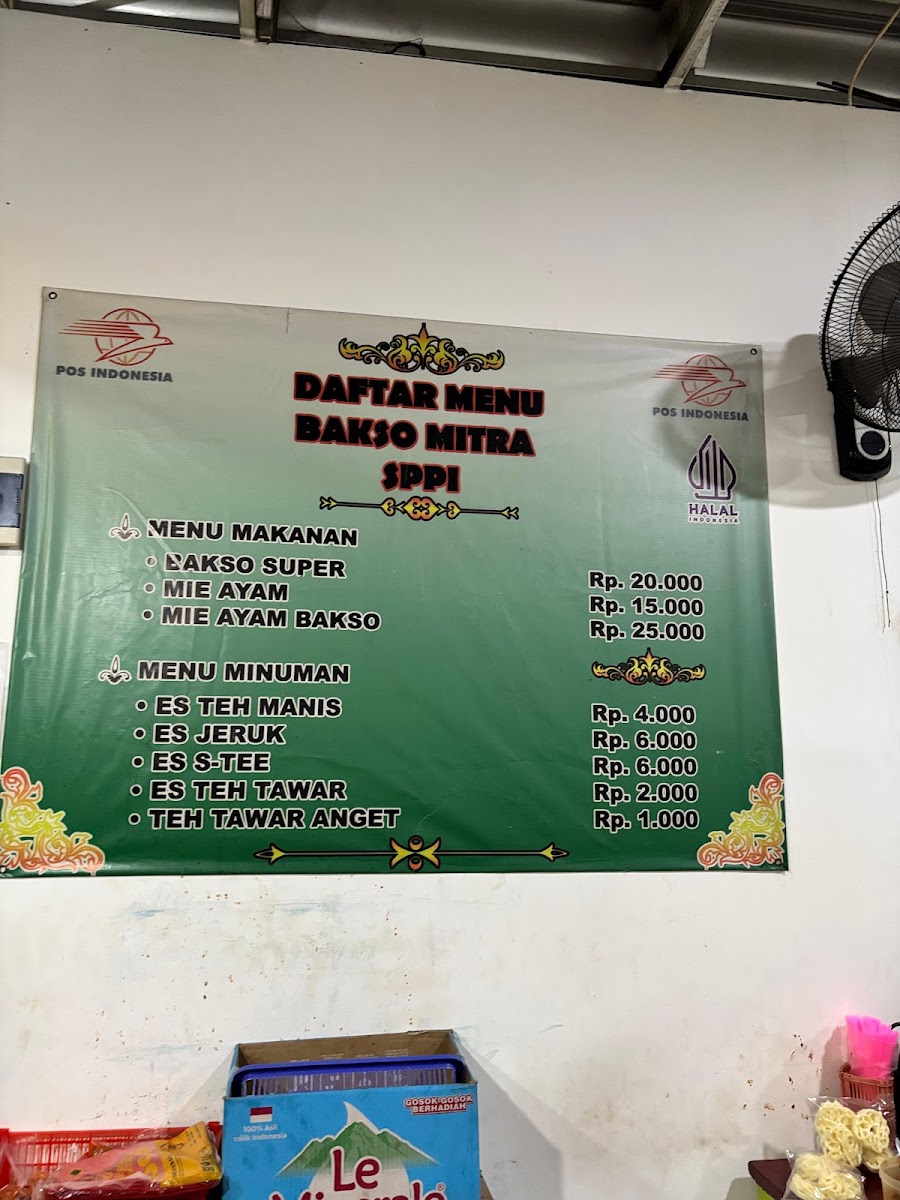 POS INDONESIA
DAFTAR MENU
BAKSO MITRA
SPPI
POS INDONESIA
HALAL
INDONESIA
MENU MAKANAN
• BAKSO SUPER Rp. 20.000
• MIE AYAM Rp. 15.000
• MIE AYAM BAKSO Rp. 25.000
MENU MINUMAN
• ES TEH MANIS Rp. 4.000
• ES JERUK Rp. 6.000
• ES S-TEE Rp. 6.000
• ES TEH TAWAR Rp. 2.000
• TEH TAWAR ANGET Rp. 1.000
GOSOK-GOSOK
BERHADIAH
100% Asli
milik Indonesia
Le
Minerale